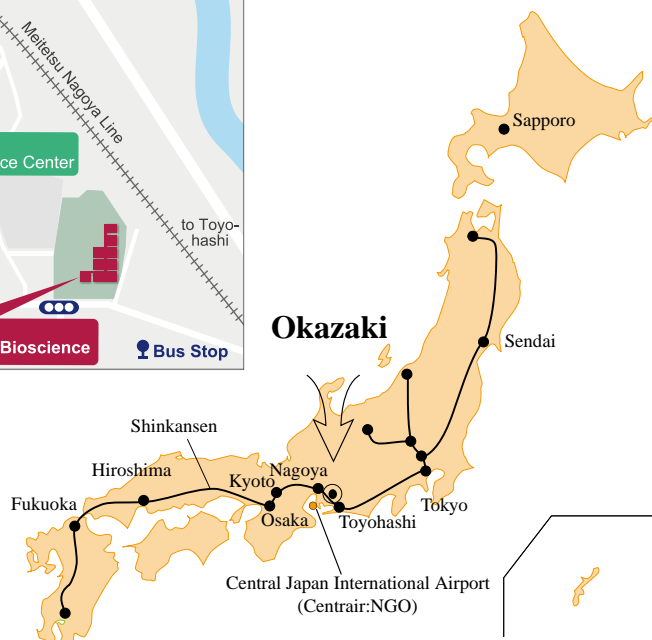 Meitetsu Nagoya Line
ce Center
to Toyo-
hashi
Bioscience
Bus Stop
Okazaki
Sapporo
Sendai
Shinkansen
Hiroshima
Nagoya
Kyoto
Fukuoka
Osaka
Toyohashi
Tokyo
Central Japan International Airport
(Centrair:NGO)